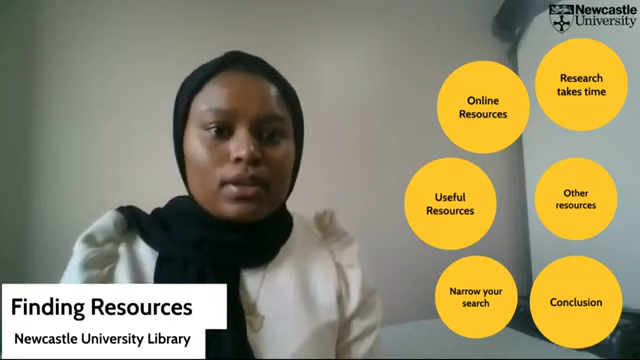 Newcastle
University
Research
takes time
Online
Resources
Useful
Resources
Other
resources
Narrow your
search
Conclusion
Finding Resources
Newcastle University Library